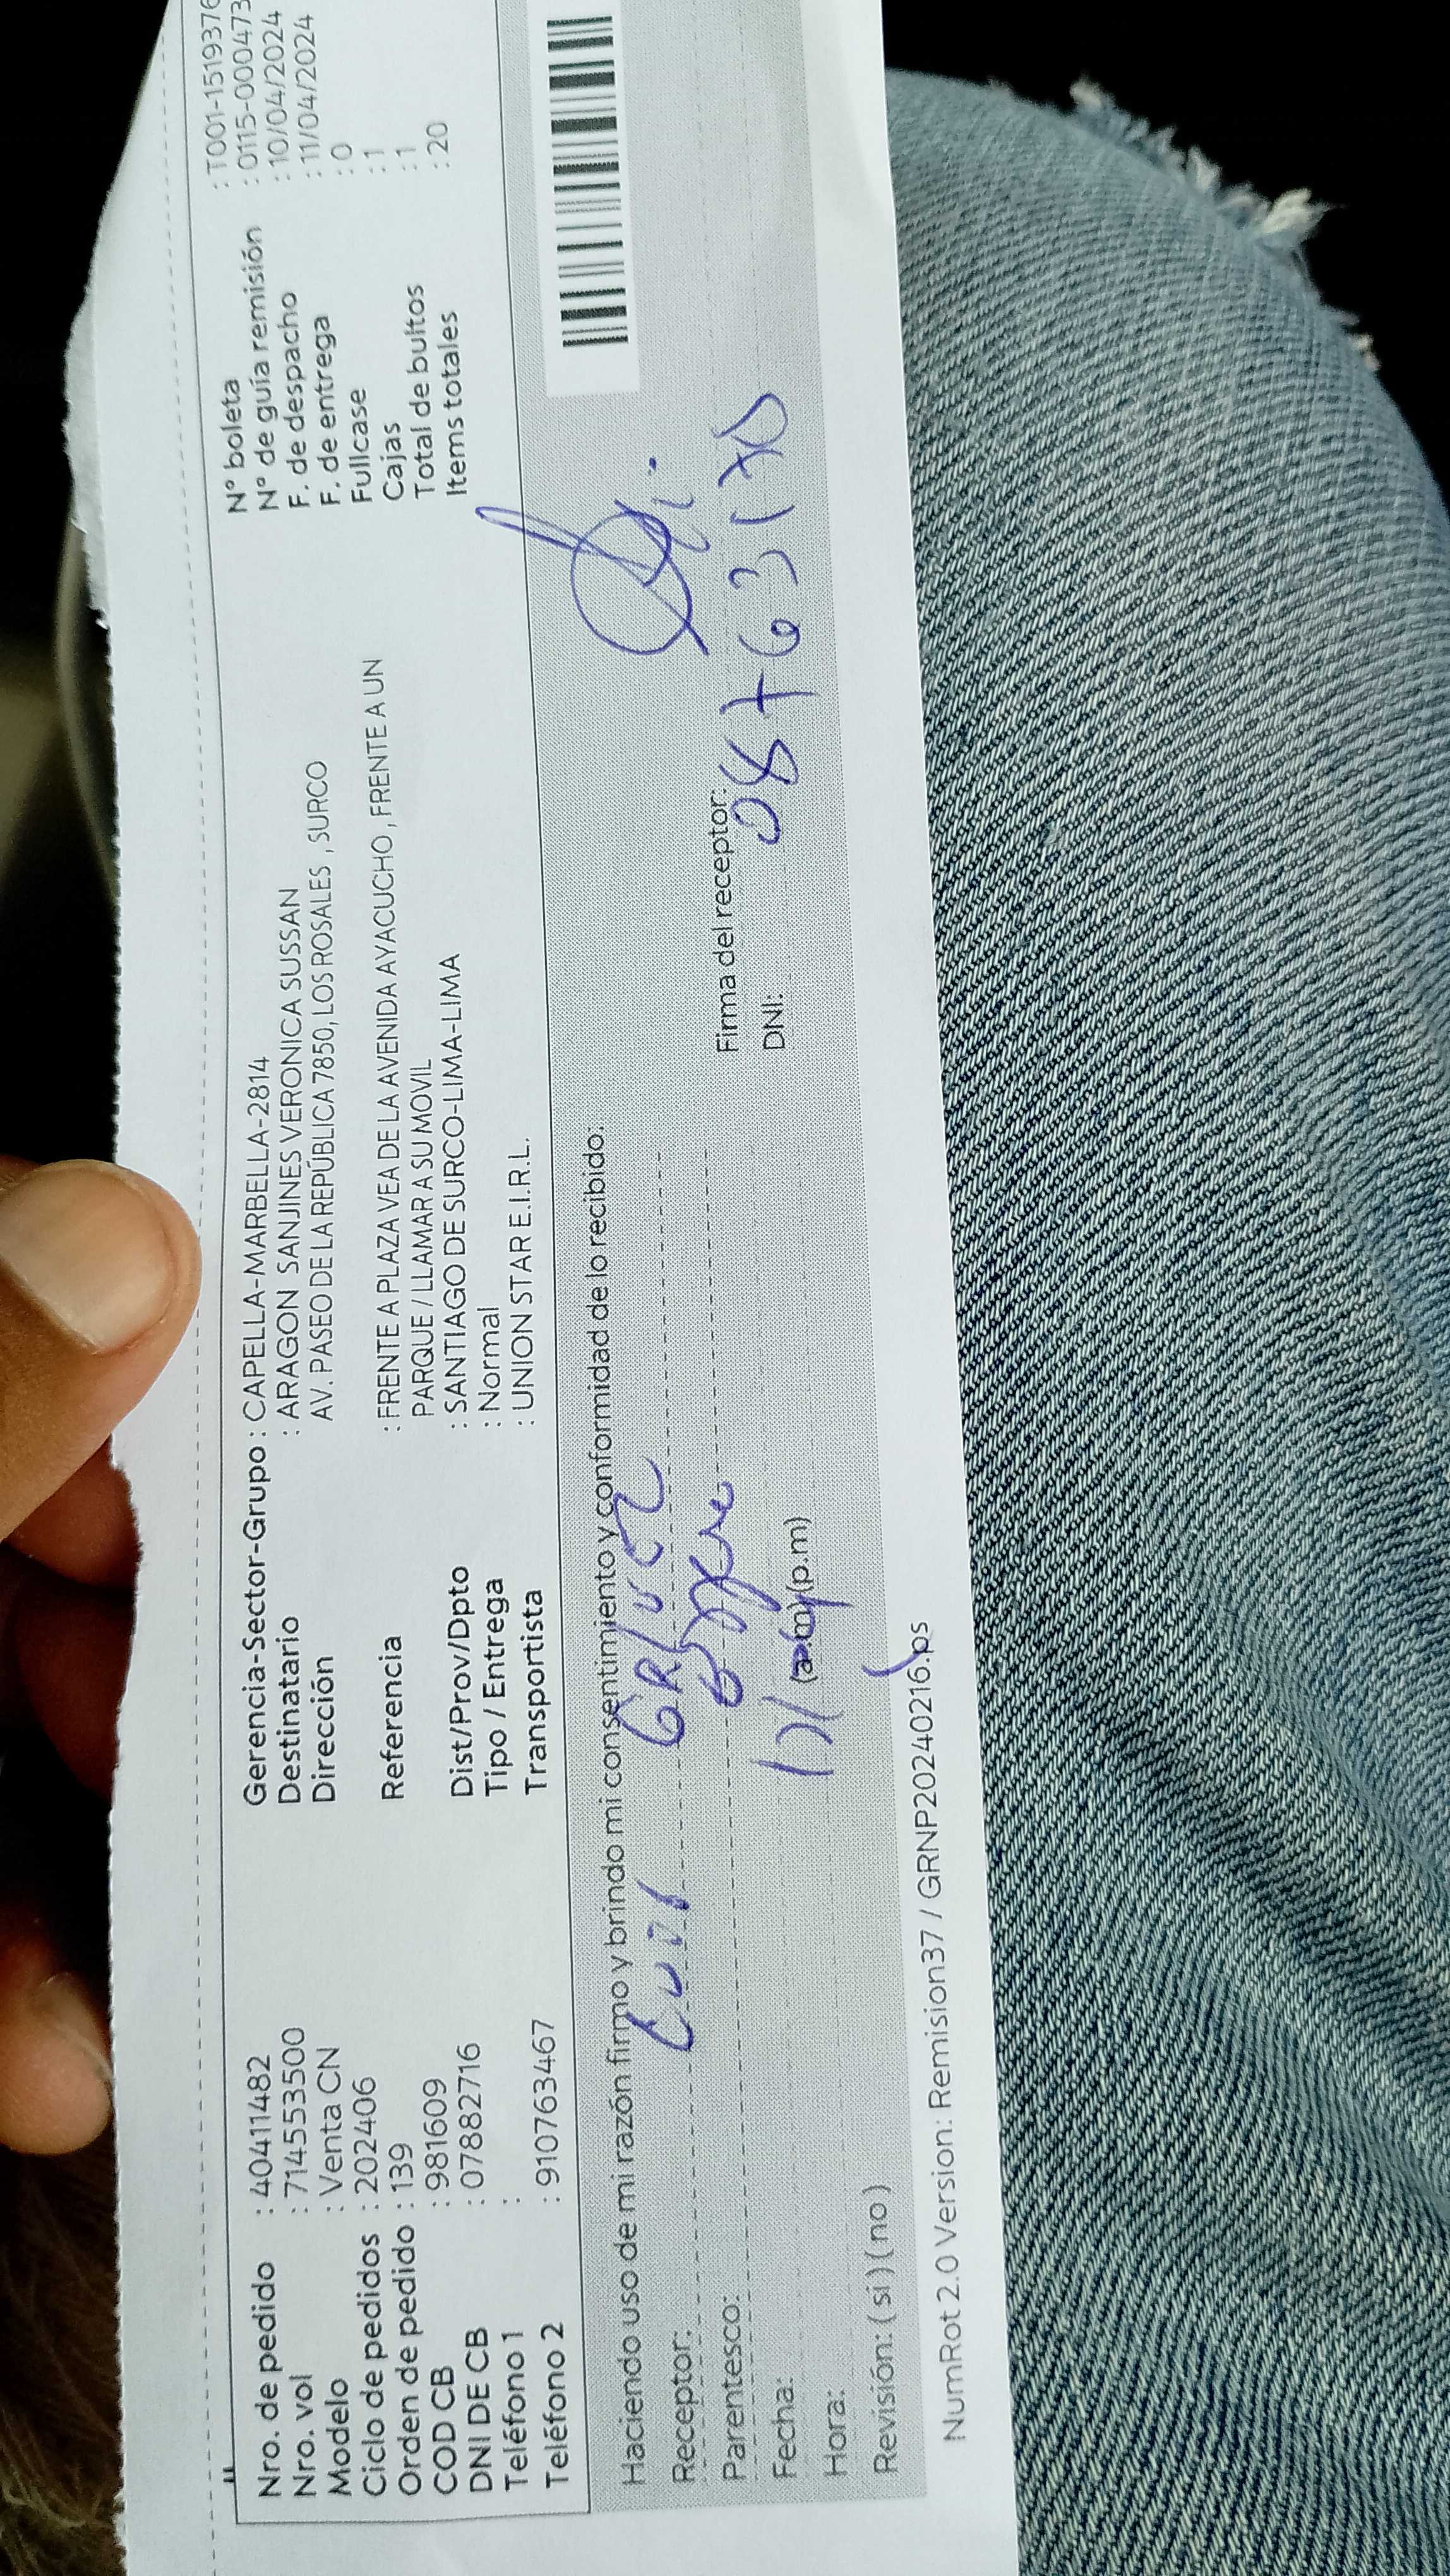 Nro. de pedido : 40411482
Nro. vol : 714553500
Modelo : Venta CN
Ciclo de pedidos : 202406
Orden de pedido : 139
COD CB : 981609
DNI DE CB : 07882716
Teléfono 1 :
Teléfono 2 : 910763467
Gerencia-Sector-Grupo : CAPELLA-MARBELLA-2814
Destinatario : ARAGON SANJINES VERONICA SUSSAN
Dirección AV. PASEO DE LA REPÚBLICA 7850, LOS ROSALES , SURCO
Referencia : FRENTE A PLAZA VEA DE LA AVENIDA AYACUCHO , FRENTE A UN
PARQUE / LLAMAR A SU MOVIL
Dist/Prov/Dpto : SANTIAGO DE SURCO-LIMA-LIMA
Tipo / Entrega : Normal
Transportista : UNION STAR E.I.R.L.
N° boleta : T001-1519376
N° de guía remisión : 0115-000473
F. de despacho : 10/04/2024
F. de entrega : 11/04/2024
Fullcase : 0
Cajas : 1
Total de bultos : 1
Items totales : 20
Haciendo uso de mi razón firmo y brindo mi consentimiento y conformidad de lo recibido:
Receptor:
Parentesco:
Firma del receptor:
Fecha: (a.m) (p.m)
DNI: 08763170
Hora:
Revisión: ( si ) ( no )
NumRot 2.0 Version: Remision37 / GRNP20240216.ps